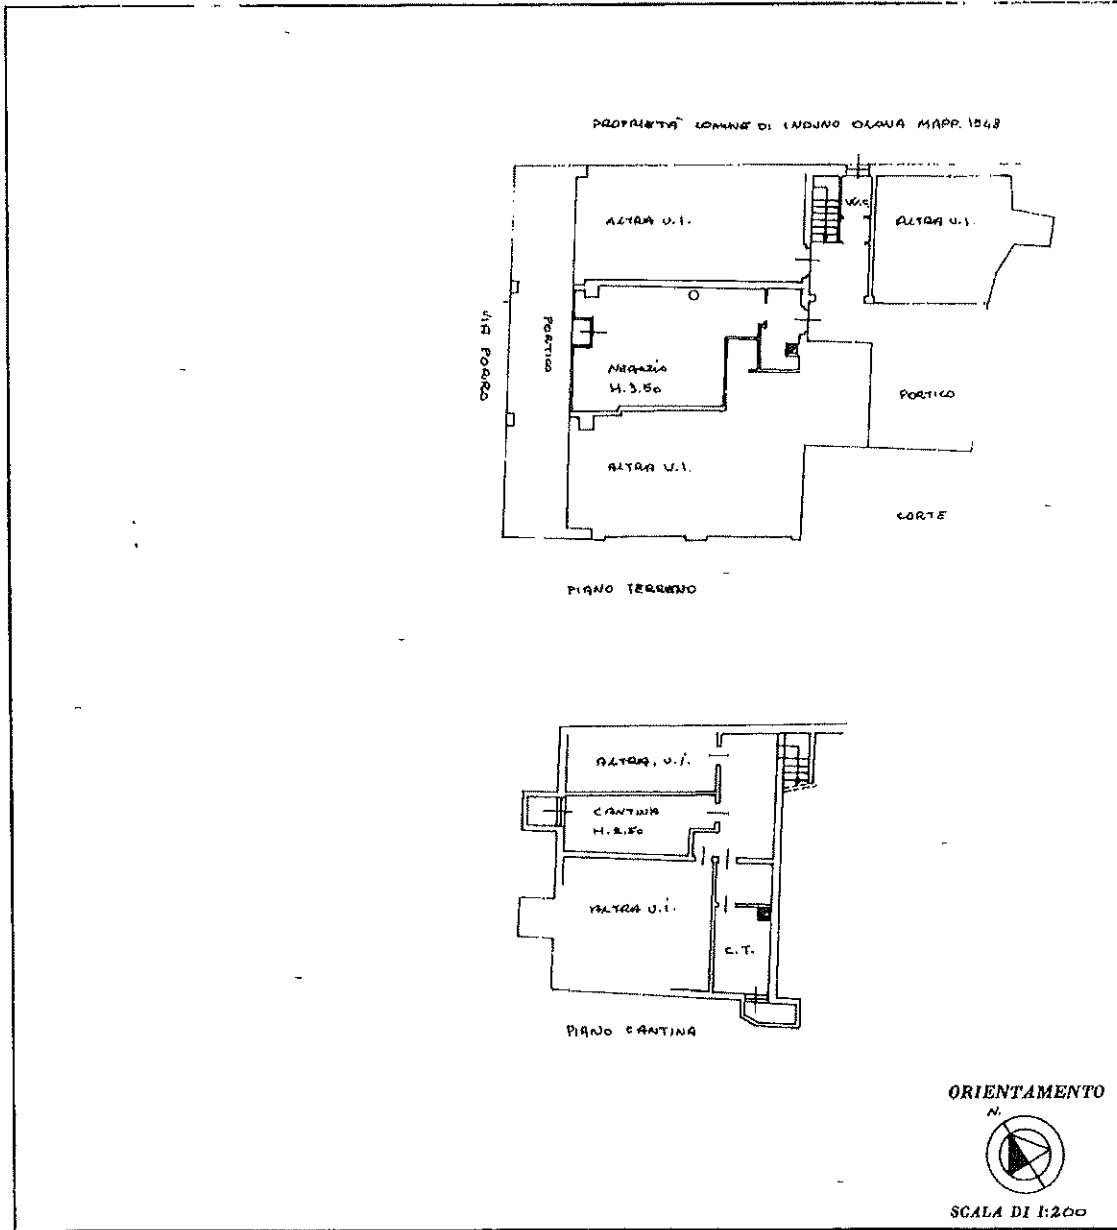 PROPRIETA' COMUNE DI INDUNO OLONA MAPP. 1548
ALTRA U.I.
W.C.
ALTRA U.I.
VIA PORRO
PORTICO
NEGOZIO
H. 3.50
PORTICO
ALTRA U.I.
CORTE
PIANO TERRENO
ALTRA U.I.
CANTINA
H. 2.50
ALTRA U.I.
C.T.
PIANO CANTINA
ORIENTAMENTO
N.
SCALA DI 1:200